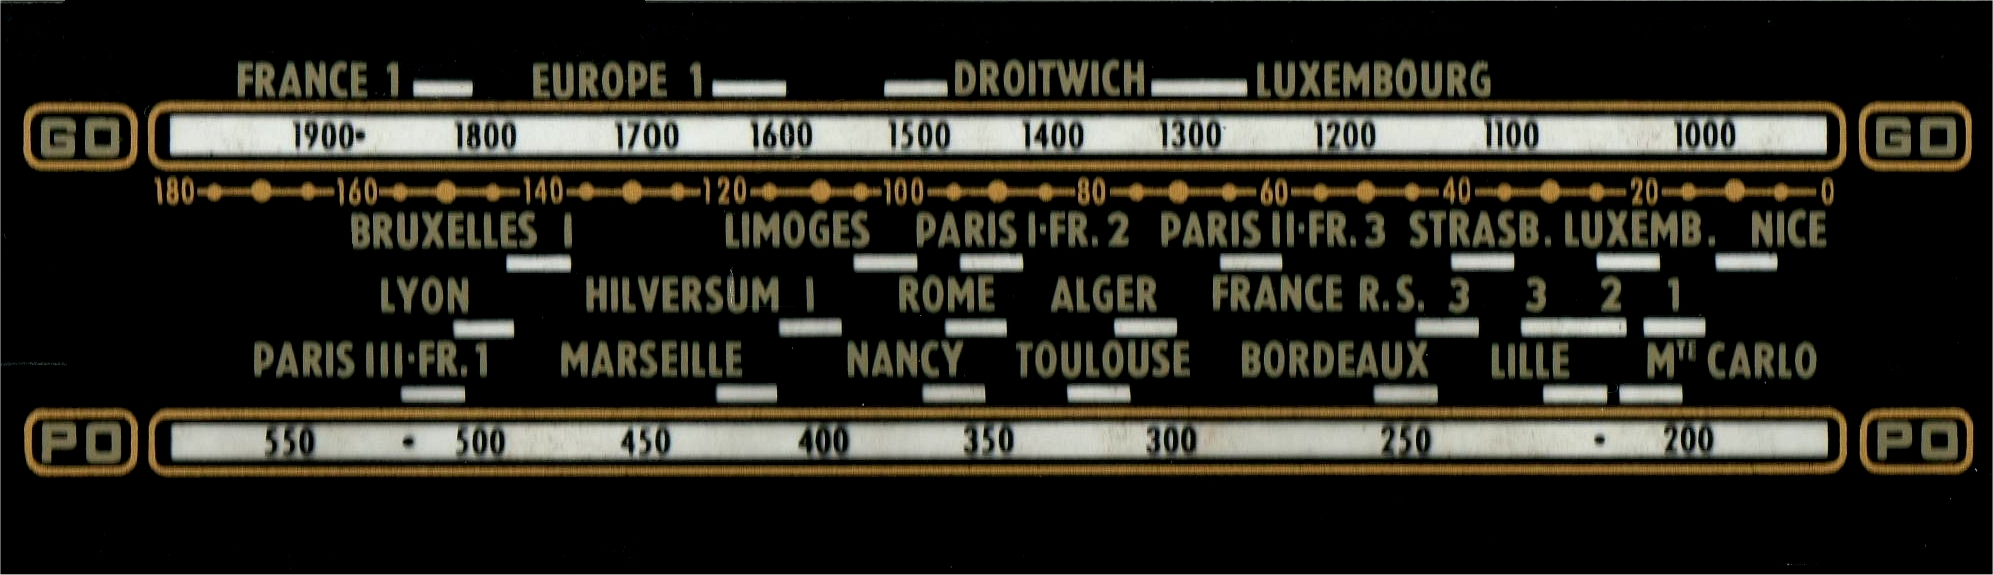 FRANCE 1 EUROPE 1 DROITWICH LUXEMBOURG
GO 1900 1800 1700 1600 1500 1400 1300 1200 1100 1000 GO
180 160 140 120 100 80 60 40 20 0
BRUXELLES I LIMOGES PARIS I·FR. 2 PARIS II·FR. 3 STRASB. LUXEMB. NICE
LYON HILVERSUM I ROME ALGER FRANCE R.S. 3 3 2 1
PARIS III·FR. 1 MARSEILLE NANCY TOULOUSE BORDEAUX LILLE MTE CARLO
PO 550 · 500 450 400 350 300 250 · 200 PO